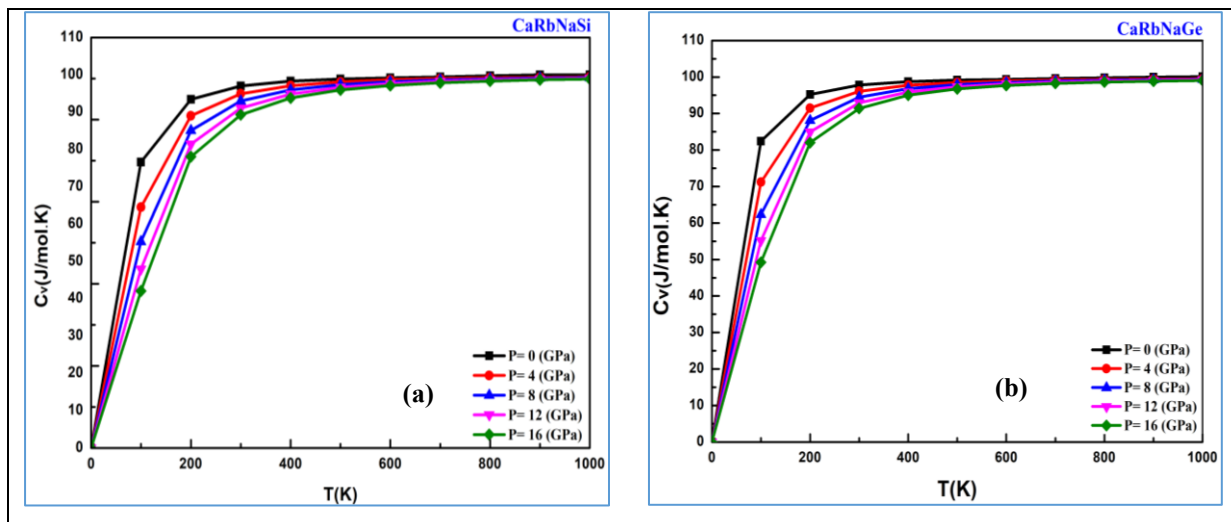 CaRbNaSi
110
100
90
80
70
60
50
40
30
20
10
0
Cv(J/mol.K)
P= 0 (GPa)
P= 4 (GPa)
P= 8 (GPa)
P= 12 (GPa)
P= 16 (GPa)
(a)
0 200 400 600 800 1000
T(K)
CaRbNaGe
110
100
90
80
70
60
50
40
30
20
10
0
Cv(J/mol.K)
P= 0 (GPa)
P= 4 (GPa)
P= 8 (GPa)
P= 12 (GPa)
P= 16 (GPa)
(b)
0 200 400 600 800 1000
T(K)